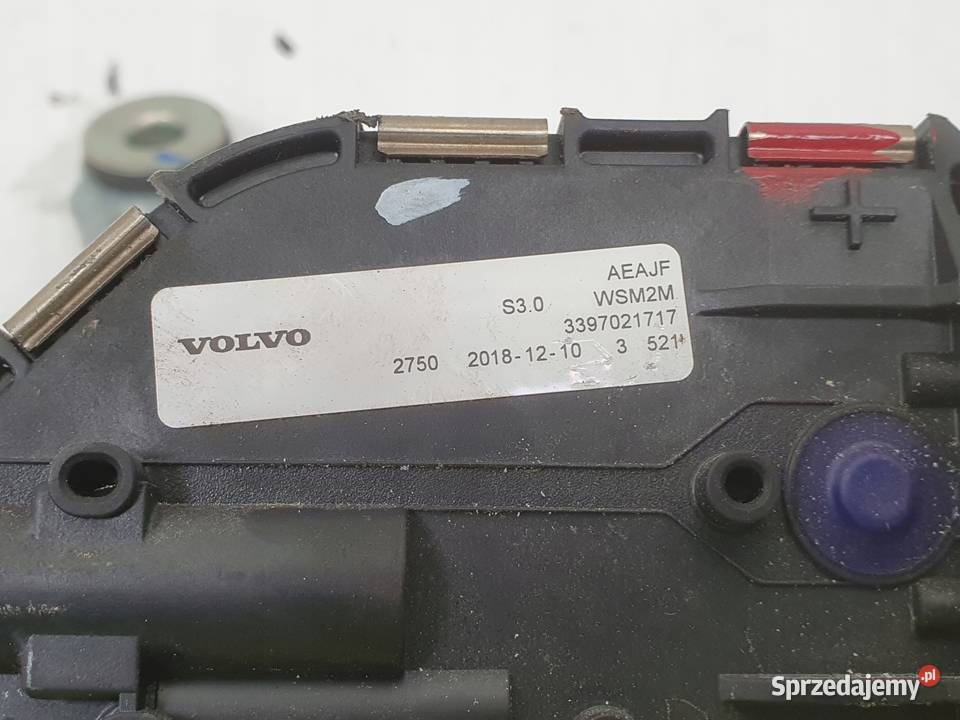 AEAJF
S3.0 WSM2M
VOLVO 3397021717
2750 2018-12-10 3 521
Sprzedajemy.pl